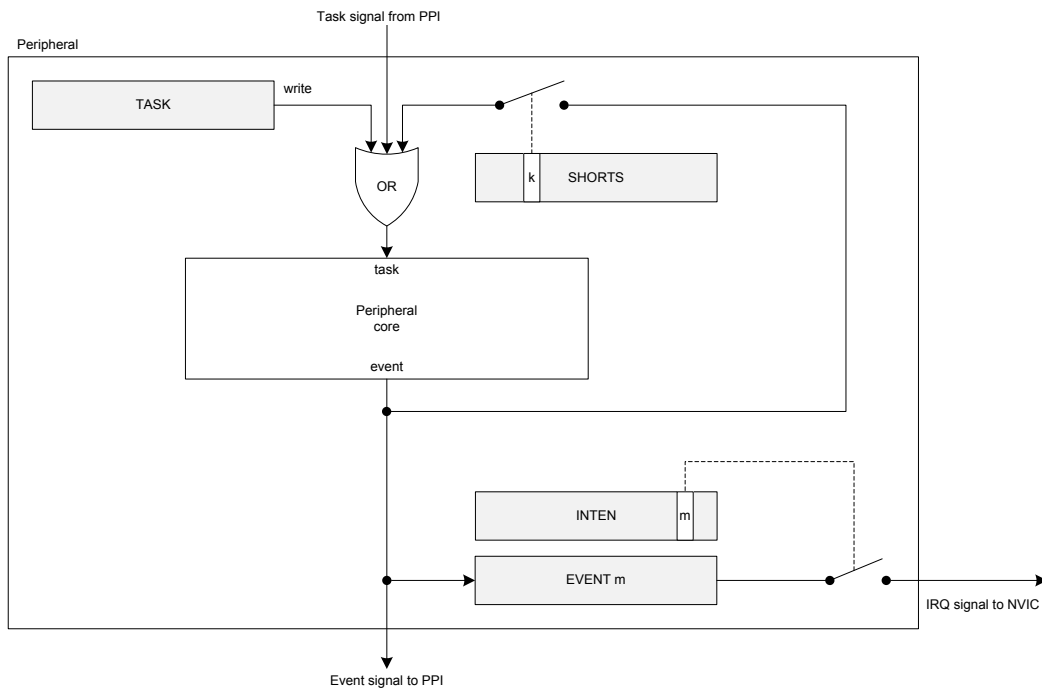 Task signal from PPI
Peripheral
TASK
write
OR
k
SHORTS
task
Peripheral
core
event
INTEN
m
EVENT m
IRQ signal to NVIC
Event signal to PPI